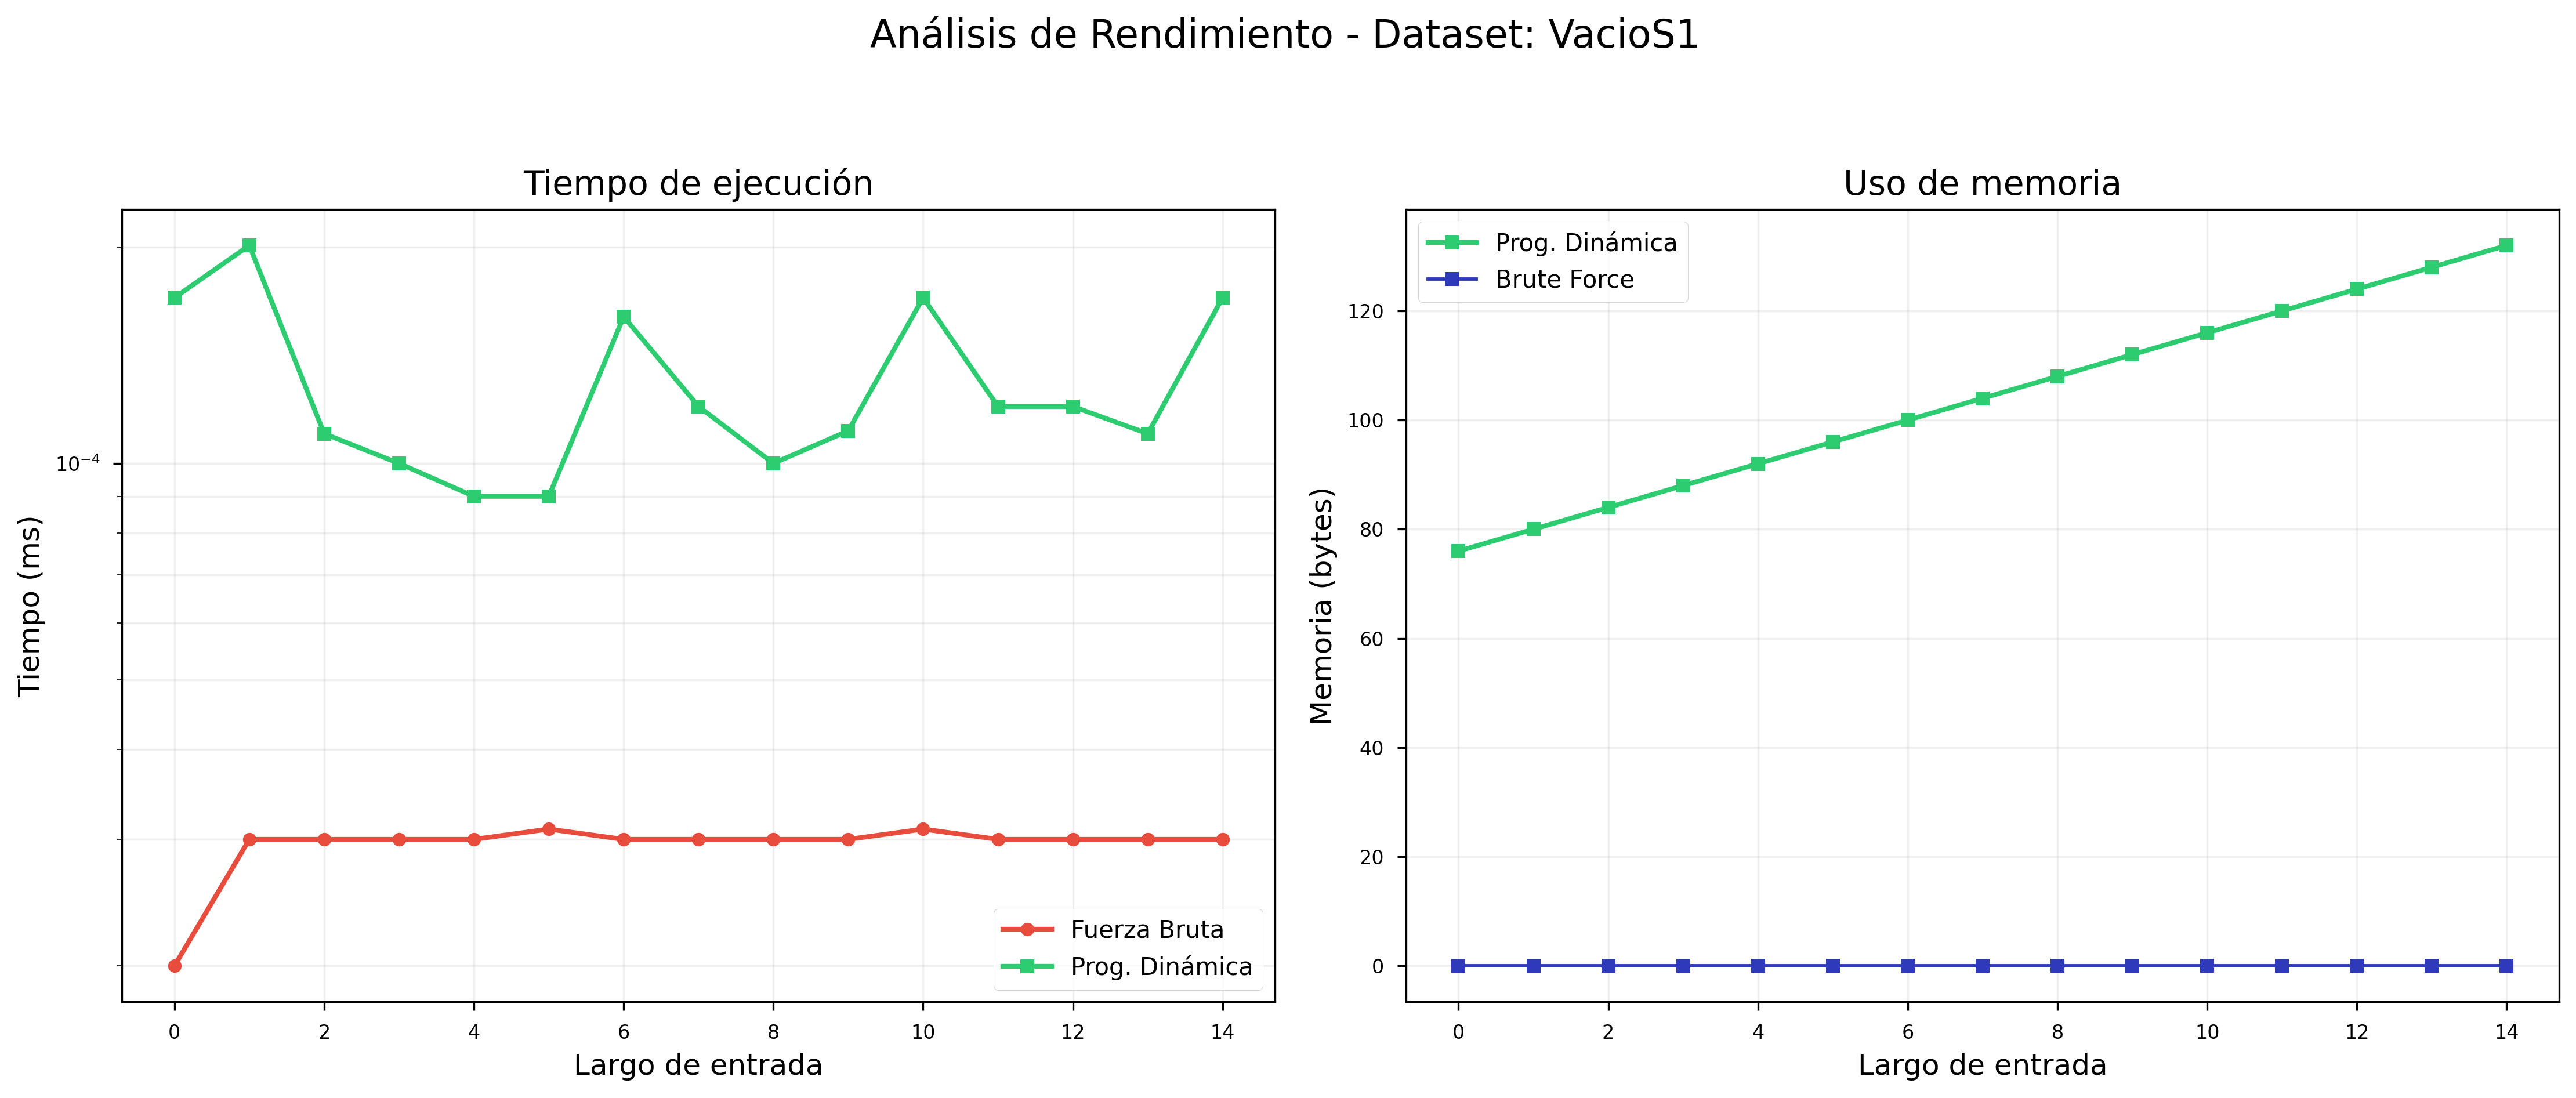 Análisis de Rendimiento - Dataset: VacioS1
Tiempo de ejecución
Tiempo (ms)
10⁻⁴
0 2 4 6 8 10 12 14
Largo de entrada
Fuerza Bruta
Prog. Dinámica
Uso de memoria
Prog. Dinámica
Brute Force
Memoria (bytes)
120
100
80
60
40
20
0
0 2 4 6 8 10 12 14
Largo de entrada